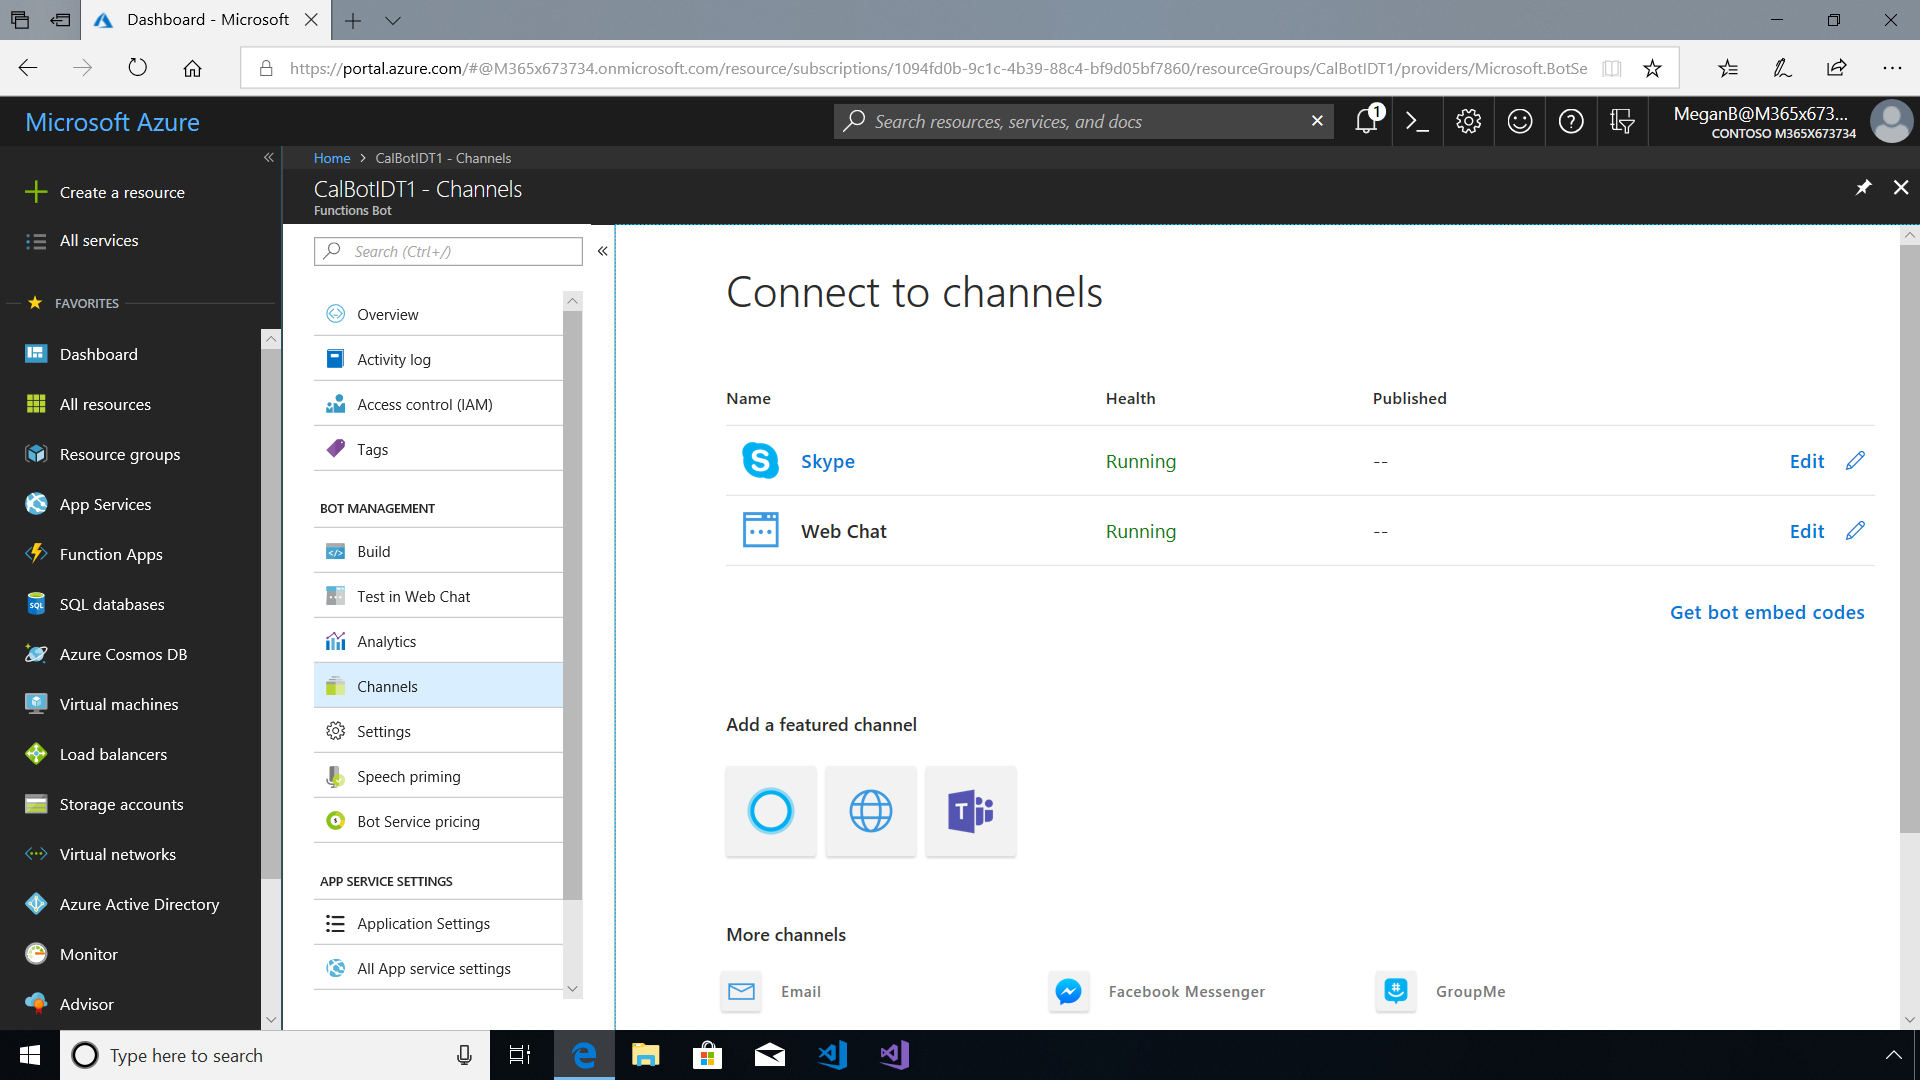 Dashboard - Microsoft
https://portal.azure.com/#@M365x673734.onmicrosoft.com/resource/subscriptions/1094fd0b-9c1c-4b39-88c4-bf9d05bf7860/resourceGroups/CalBotIDT1/providers/Microsoft.BotSe
Microsoft Azure
Search resources, services, and docs
1
MeganB@M365x673...
CONTOSO M365X673734
Home > CalBotIDT1 - Channels
CalBotIDT1 - Channels
Functions Bot
Create a resource
All services
FAVORITES
Dashboard
All resources
Resource groups
App Services
Function Apps
SQL databases
Azure Cosmos DB
Virtual machines
Load balancers
Storage accounts
Virtual networks
Azure Active Directory
Monitor
Advisor
Search (Ctrl+/)
Overview
Activity log
Access control (IAM)
Tags
BOT MANAGEMENT
Build
Test in Web Chat
Analytics
Channels
Settings
Speech priming
Bot Service pricing
APP SERVICE SETTINGS
Application Settings
All App service settings
Connect to channels
Name Health Published
Skype Running -- Edit
Web Chat Running -- Edit
Get bot embed codes
Add a featured channel
More channels
Email
Facebook Messenger
GroupMe
Type here to search